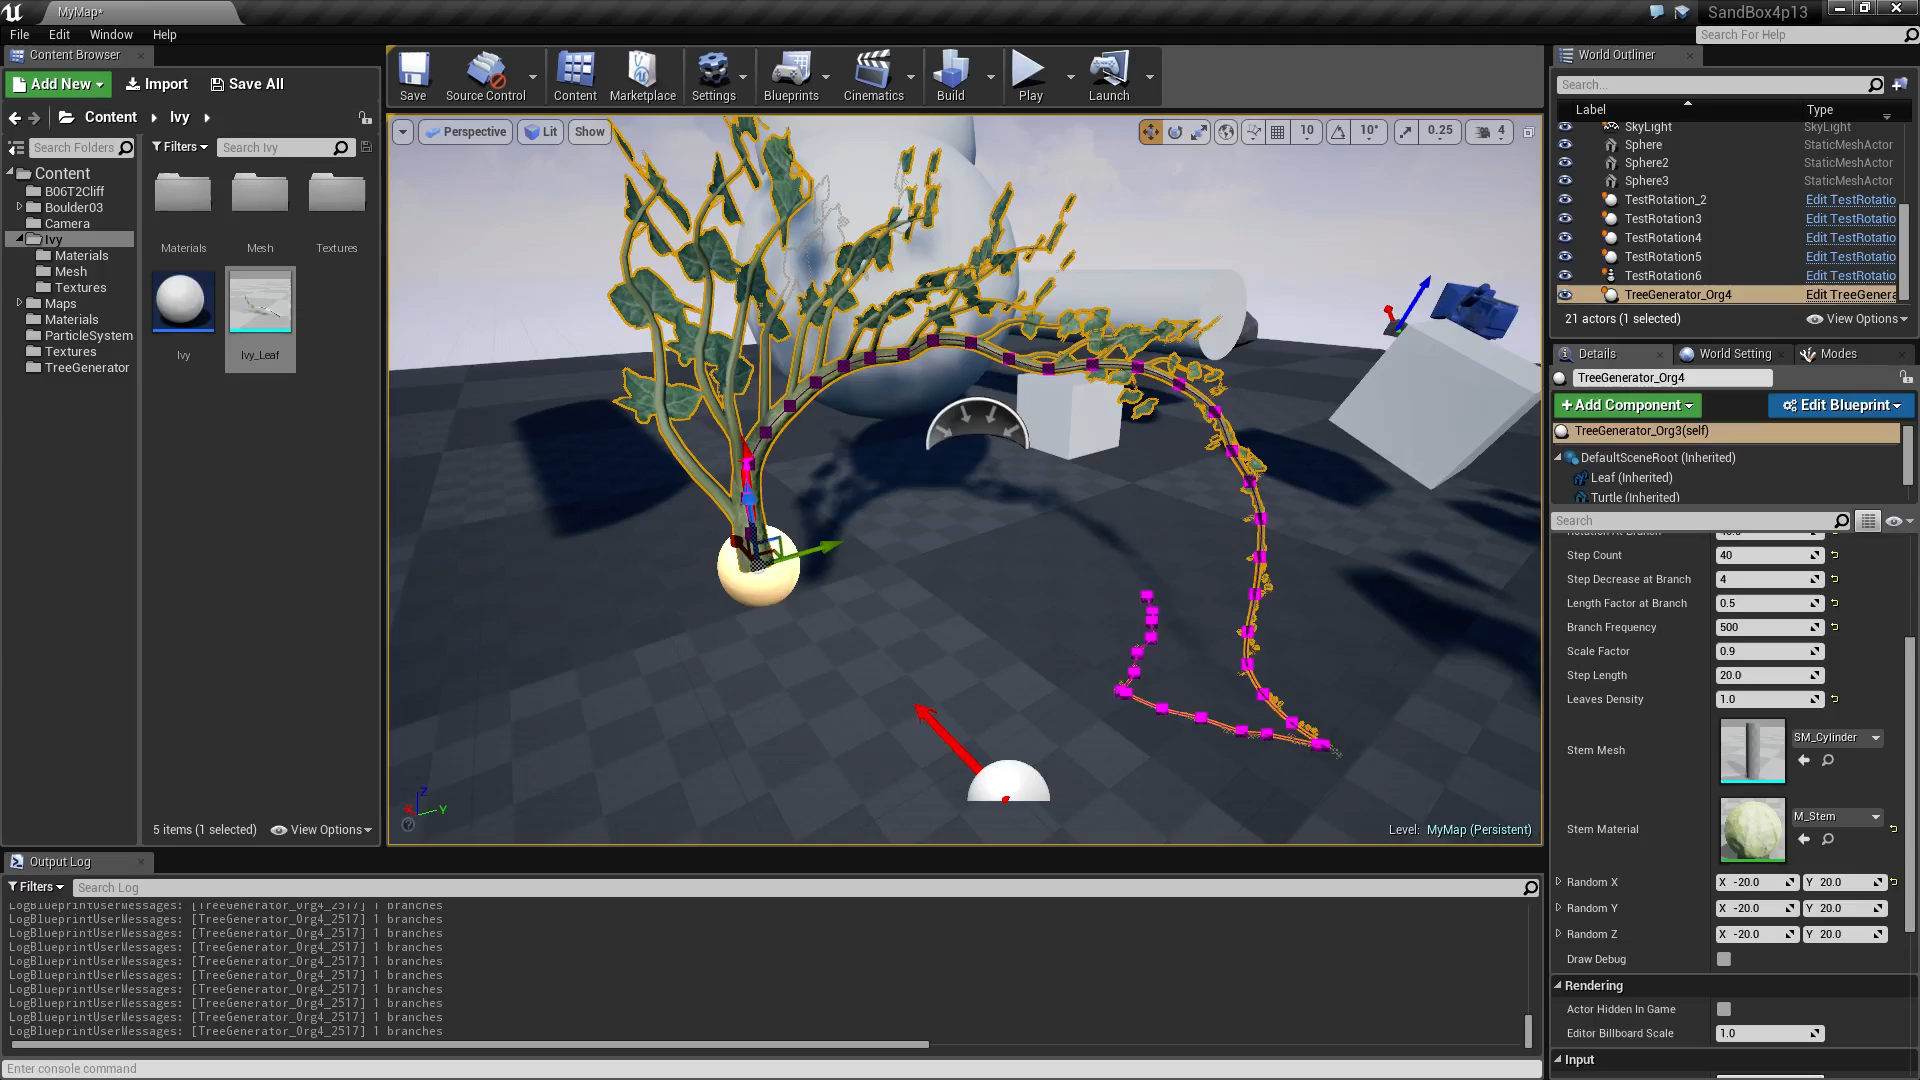 MyMap*
SandBox4p13
File Edit Window Help
Search For Help
Content Browser
Add New Import Save All
Content Ivy
Search Folders
Filters Search Ivy
Content
B06T2Cliff
Boulder03
Camera
Ivy
Materials
Mesh
Textures
Maps
Materials
ParticleSystem
Textures
TreeGenerator
Materials Mesh Textures
Ivy Ivy_Leaf
5 items (1 selected) View Options
Save Source Control Content Marketplace Settings Blueprints Cinematics Build Play Launch
Perspective Lit Show
10 10° 0.25 4
Z
X Y
Level: MyMap (Persistent)
World Outliner
Search...
Label Type
SkyLight SkyLight
Sphere StaticMeshActor
Sphere2 StaticMeshActor
Sphere3 StaticMeshActor
TestRotation_2 Edit TestRotatio
TestRotation3 Edit TestRotatio
TestRotation4 Edit TestRotatio
TestRotation5 Edit TestRotatio
TestRotation6 Edit TestRotatio
TreeGenerator_Org4 Edit TreeGenera
21 actors (1 selected) View Options
Details World Setting Modes
TreeGenerator_Org4
+Add Component Edit Blueprint
TreeGenerator_Org3(self)
DefaultSceneRoot (Inherited)
Leaf (Inherited)
Turtle (Inherited)
Search
Step Count 40
Step Decrease at Branch 4
Length Factor at Branch 0.5
Branch Frequency 500
Scale Factor 0.9
Step Length 20.0
Leaves Density 1.0
Stem Mesh SM_Cylinder
Stem Material M_Stem
Random X X -20.0 Y 20.0
Random Y X -20.0 Y 20.0
Random Z X -20.0 Y 20.0
Draw Debug
Rendering
Actor Hidden In Game
Editor Billboard Scale 1.0
Input
Output Log
Filters Search Log
LogBlueprintUserMessages: [TreeGenerator_Org4_2517] 1 branches
LogBlueprintUserMessages: [TreeGenerator_Org4_2517] 1 branches
LogBlueprintUserMessages: [TreeGenerator_Org4_2517] 1 branches
LogBlueprintUserMessages: [TreeGenerator_Org4_2517] 1 branches
LogBlueprintUserMessages: [TreeGenerator_Org4_2517] 1 branches
LogBlueprintUserMessages: [TreeGenerator_Org4_2517] 1 branches
LogBlueprintUserMessages: [TreeGenerator_Org4_2517] 1 branches
LogBlueprintUserMessages: [TreeGenerator_Org4_2517] 1 branches
LogBlueprintUserMessages: [TreeGenerator_Org4_2517] 1 branches
LogBlueprintUserMessages: [TreeGenerator_Org4_2517] 1 branches
Enter console command